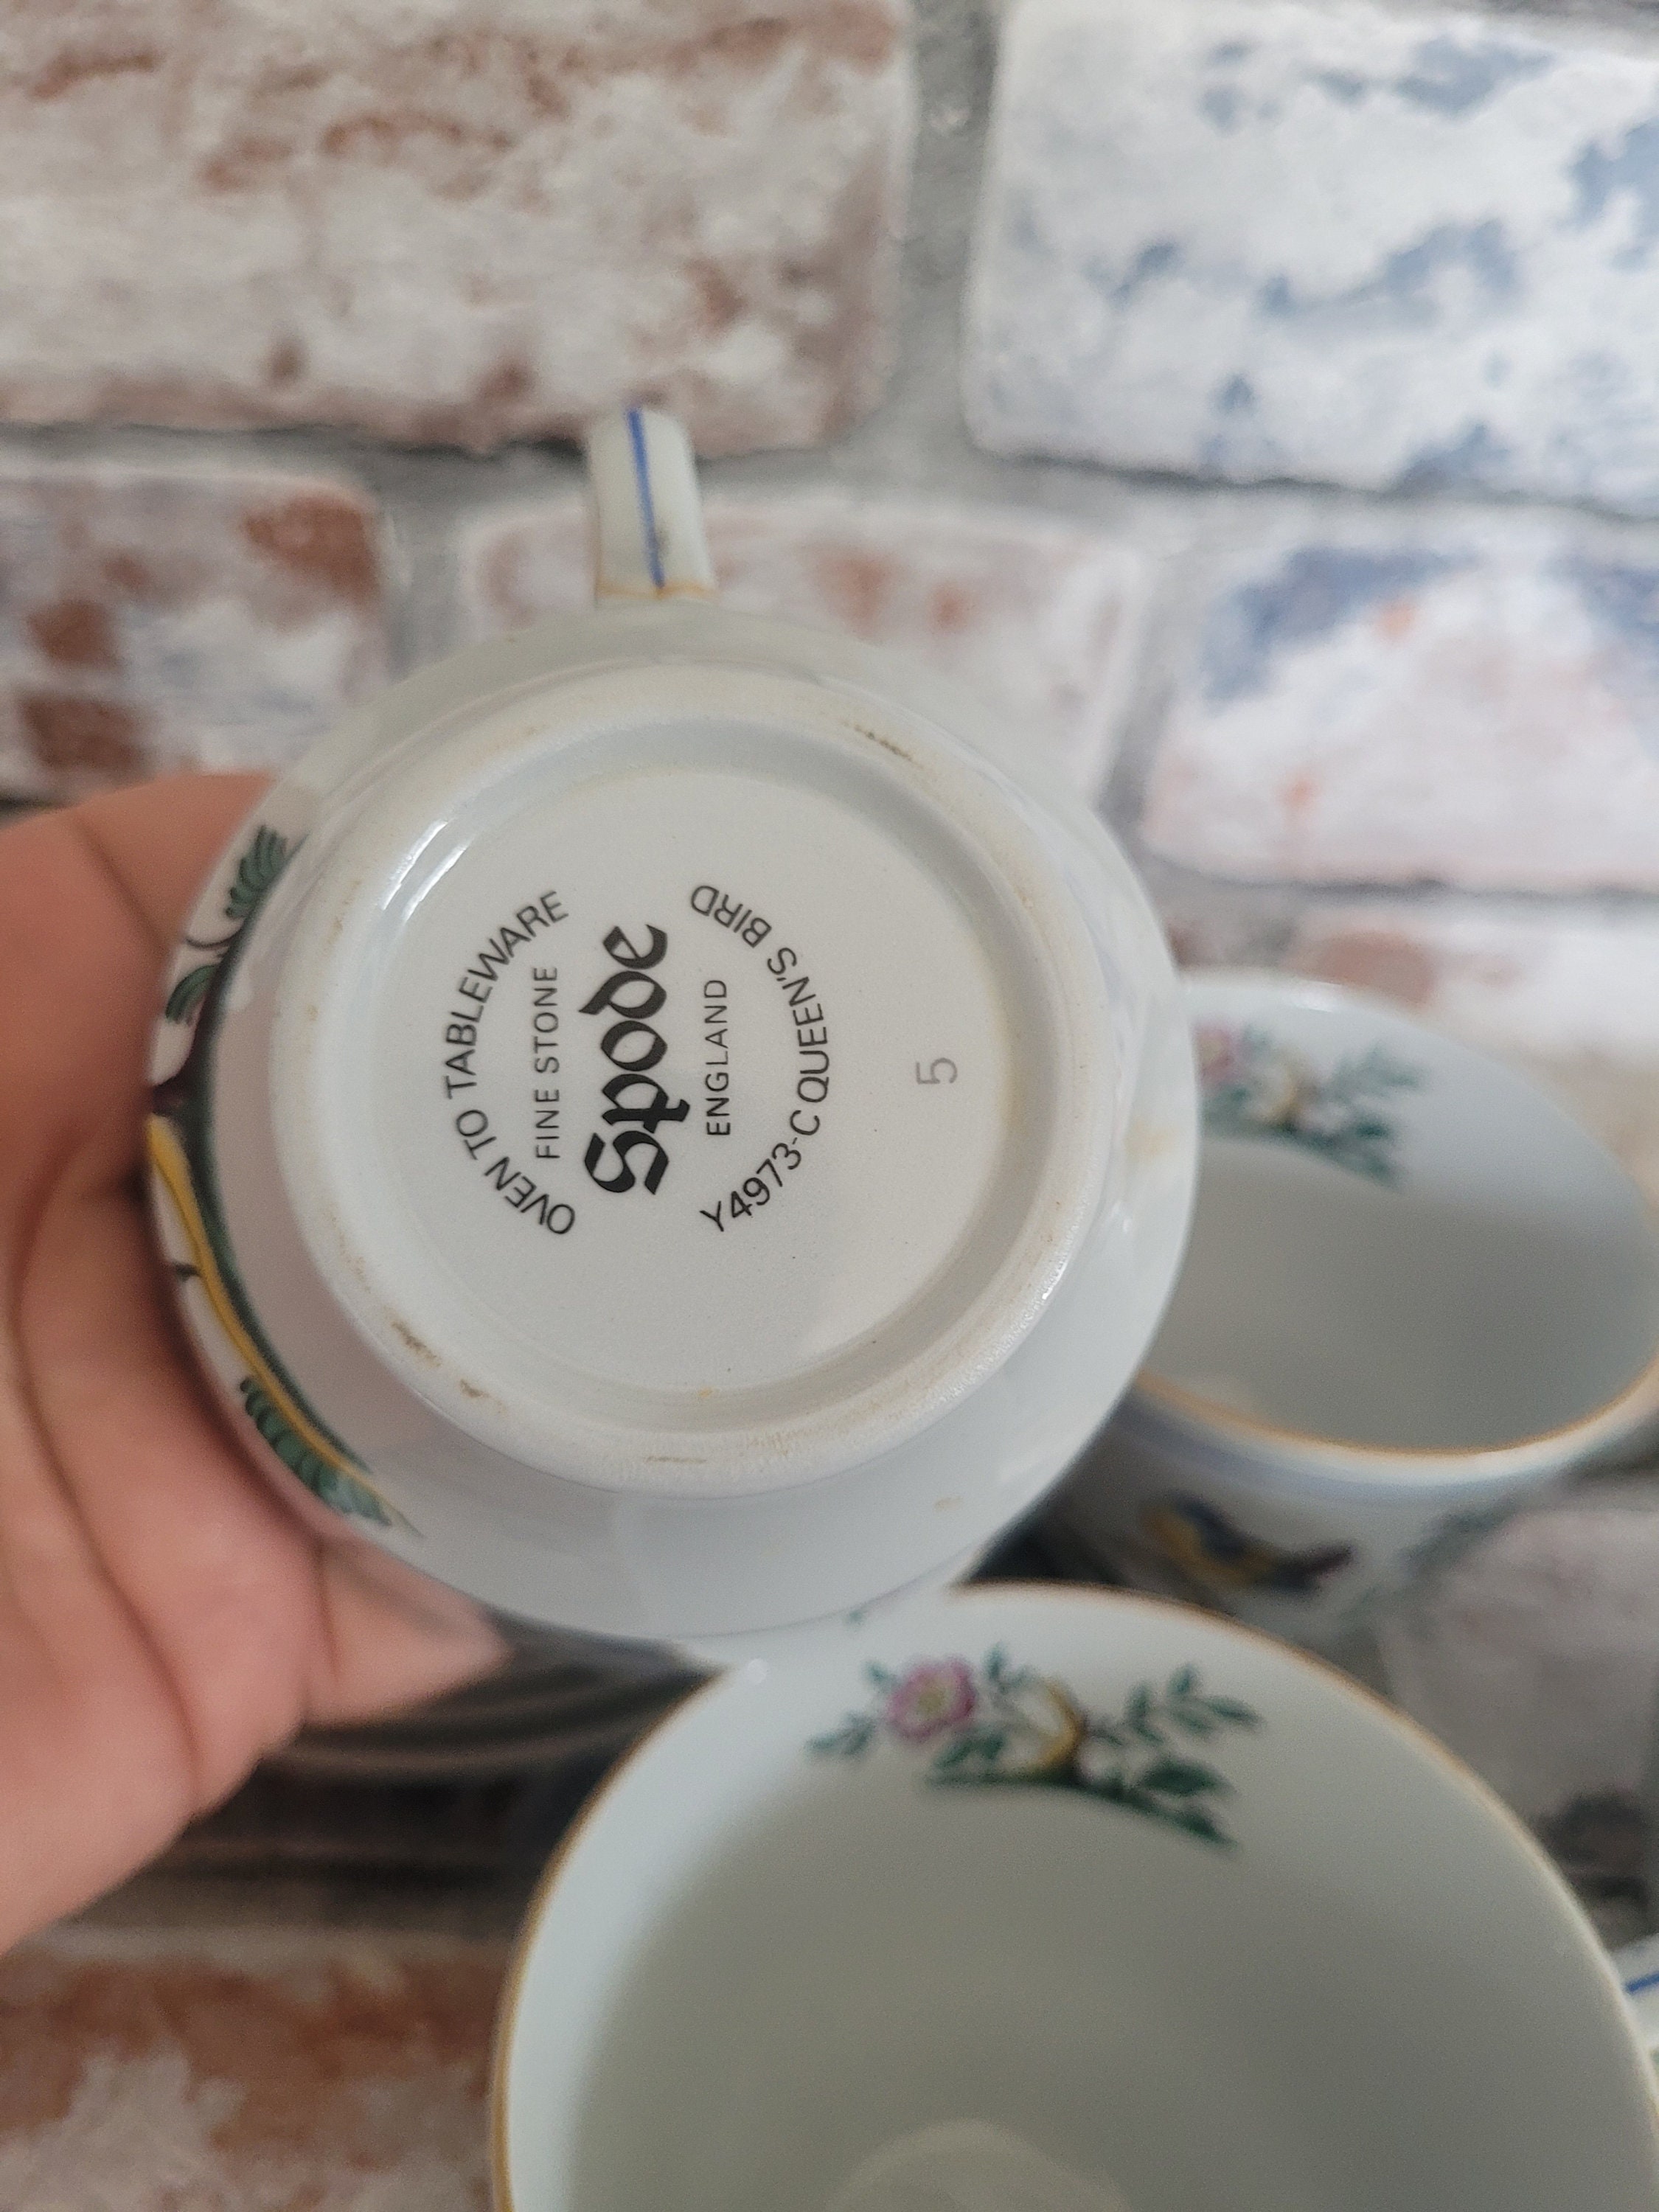 OVEN TO TABLEWARE
FINE STONE
Spode
ENGLAND
Y4973-C QUEEN'S BIRD
5